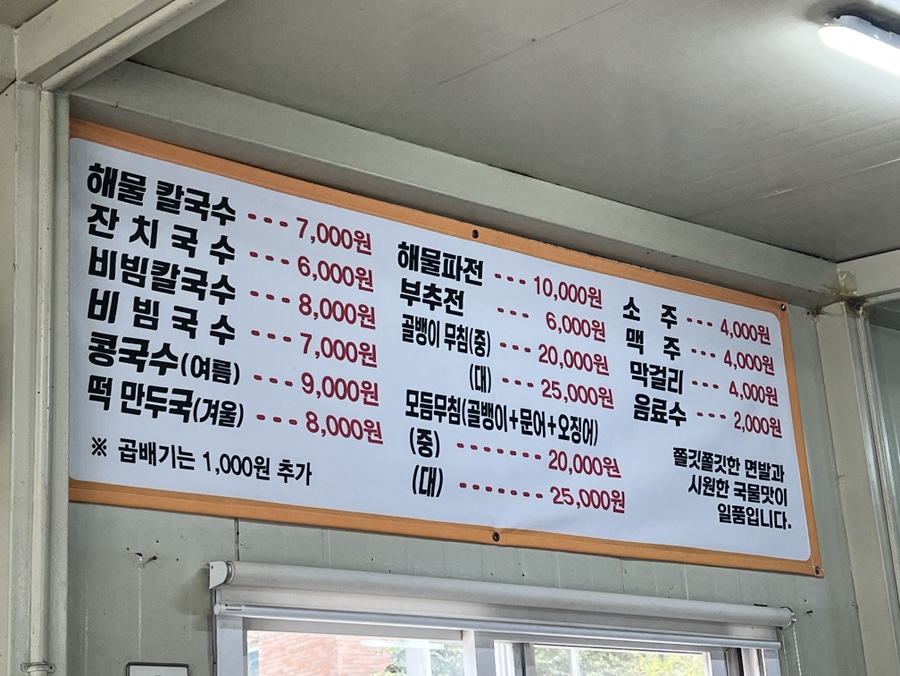 해물 칼국수 --- 7,000원
잔 치 국 수 --- 6,000원
비빔칼국수 --- 8,000원
비 빔 국 수 --- 7,000원
콩국수(여름) --- 9,000원
떡 만두국(겨울) --- 8,000원
※ 곱배기는 1,000원 추가
해물파전 --- 10,000원
부추전 --- 6,000원
골뱅이 무침(중) --- 20,000원
(대) --- 25,000원
모듬무침(골뱅이+문어+오징어)
(중) -------- 20,000원
(대) -------- 25,000원
소 주 --- 4,000원
맥 주 --- 4,000원
막걸리 --- 4,000원
음료수 ---- 2,000원
쫄깃쫄깃한 면발과
시원한 국물맛이
일품입니다.